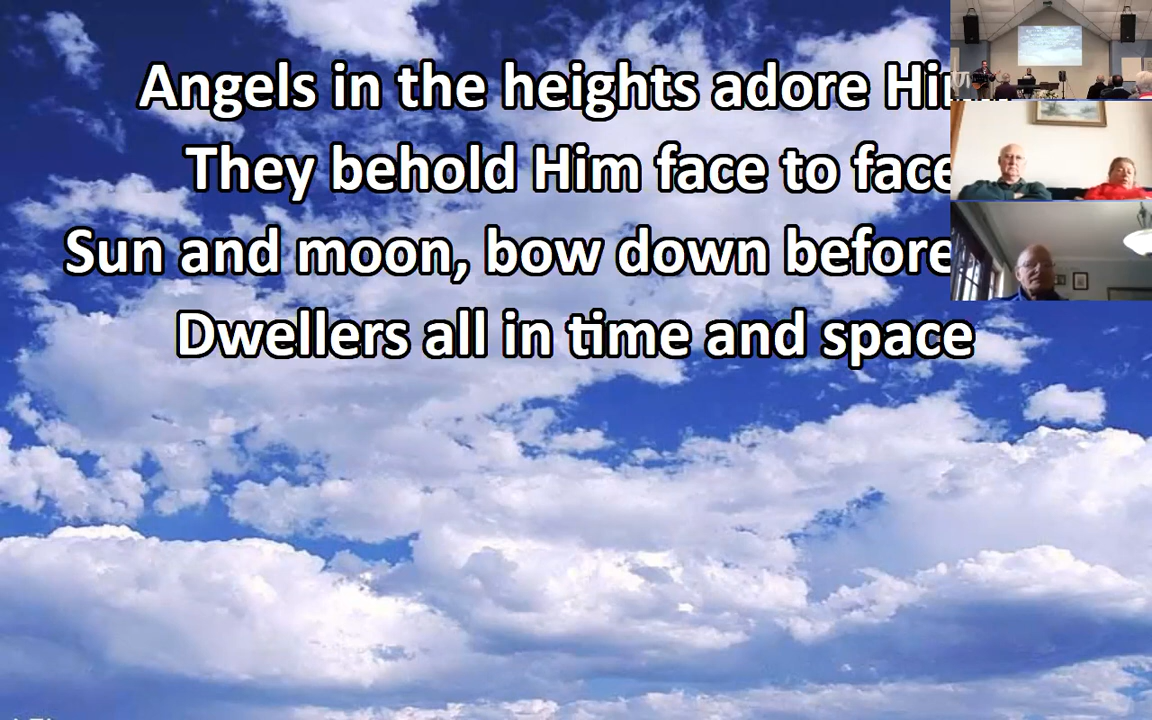 Angels in the heights adore
They behold Him face to face
Sun and moon, bow down before
Dwellers all in time and space